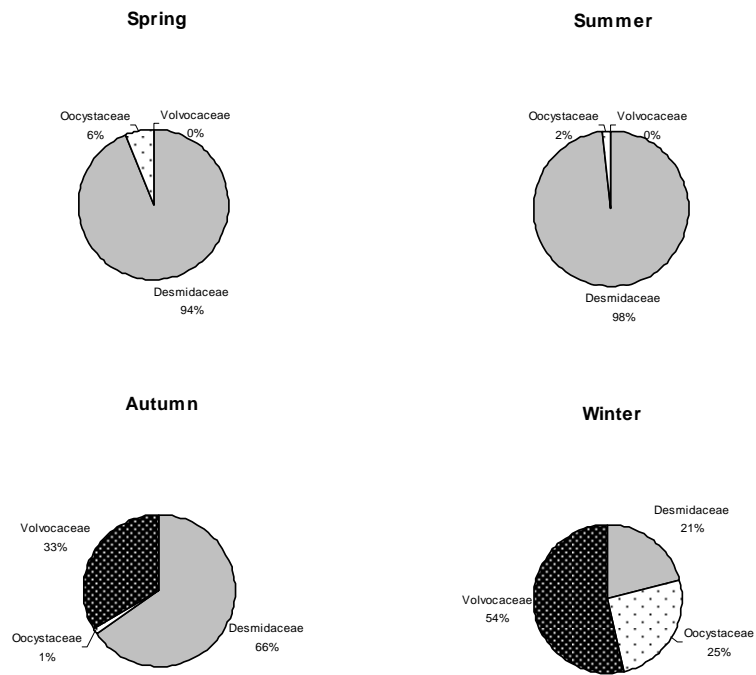 Spring
Oocystaceae
6%
Volvocaceae
0%
Desmidaceae
94%
Summer
Oocystaceae
2%
Volvocaceae
0%
Desmidaceae
98%
Autumn
Volvocaceae
33%
Oocystaceae
1%
Desmidaceae
66%
Winter
Desmidaceae
21%
Volvocaceae
54%
Oocystaceae
25%